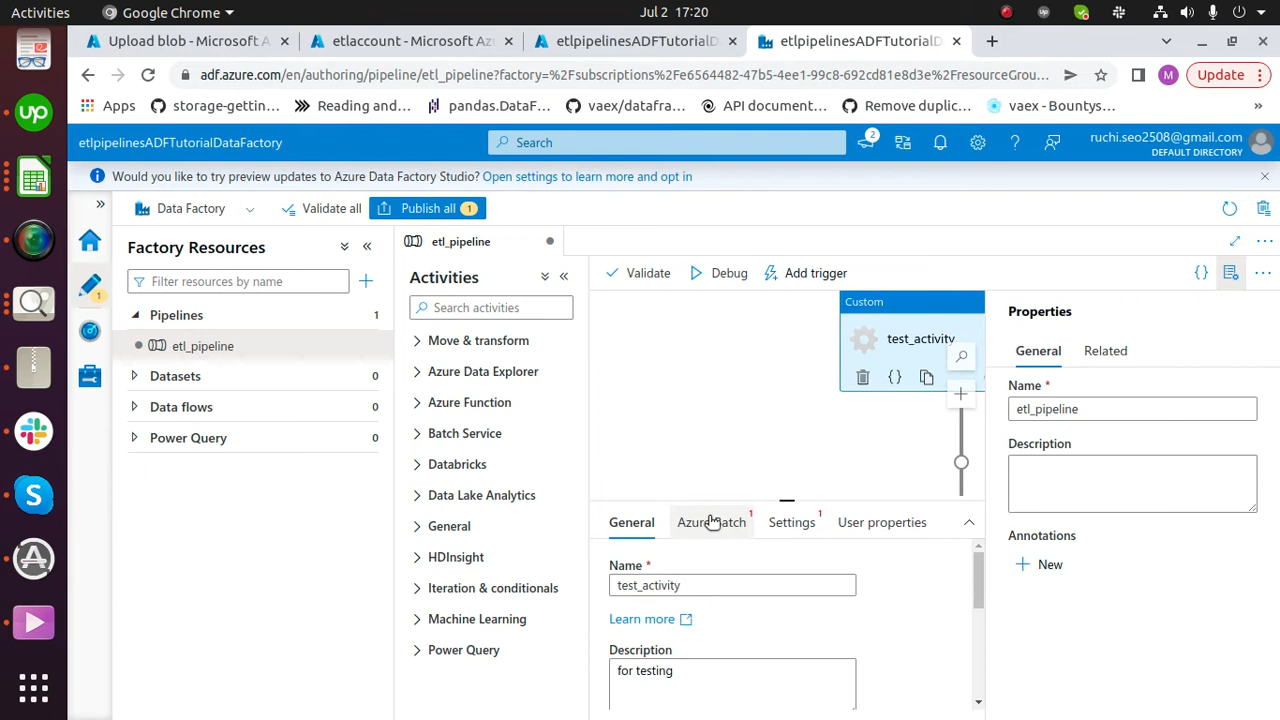 Activities
Google Chrome
Jul 2 17:20
Upload blob - Microsoft A
etlaccount - Microsoft Az
etlpipelinesADFTutorialD
etlpipelinesADFTutorialD
adf.azure.com/en/authoring/pipeline/etl_pipeline?factory=%2Fsubscriptions%2Fe6564482-47b5-4ee1-99c8-692cd81e8d3e%2FresourceGrou...
M
Update
Apps
storage-gettin...
Reading and...
pandas.DataF...
vaex/datafra...
API document...
Remove duplic...
vaex - Bountys...
»
etlpipelinesADFTutorialDataFactory
Search
2
ruchi.seo2508@gmail.com
DEFAULT DIRECTORY
Would you like to try preview updates to Azure Data Factory Studio? Open settings to learn more and opt in
Data Factory
Validate all
Publish all 1
Factory Resources
Filter resources by name
1
Pipelines 1
etl_pipeline
Datasets 0
Data flows 0
Power Query 0
etl_pipeline
Activities
Search activities
Move & transform
Azure Data Explorer
Azure Function
Batch Service
Databricks
Data Lake Analytics
General
HDInsight
Iteration & conditionals
Machine Learning
Power Query
Validate
Debug
Add trigger
Custom
test_activity
General
Azure Batch 1
Settings 1
User properties
Name *
test_activity
Learn more
Description
for testing
Properties
General
Related
Name *
etl_pipeline
Description
Annotations
New
up